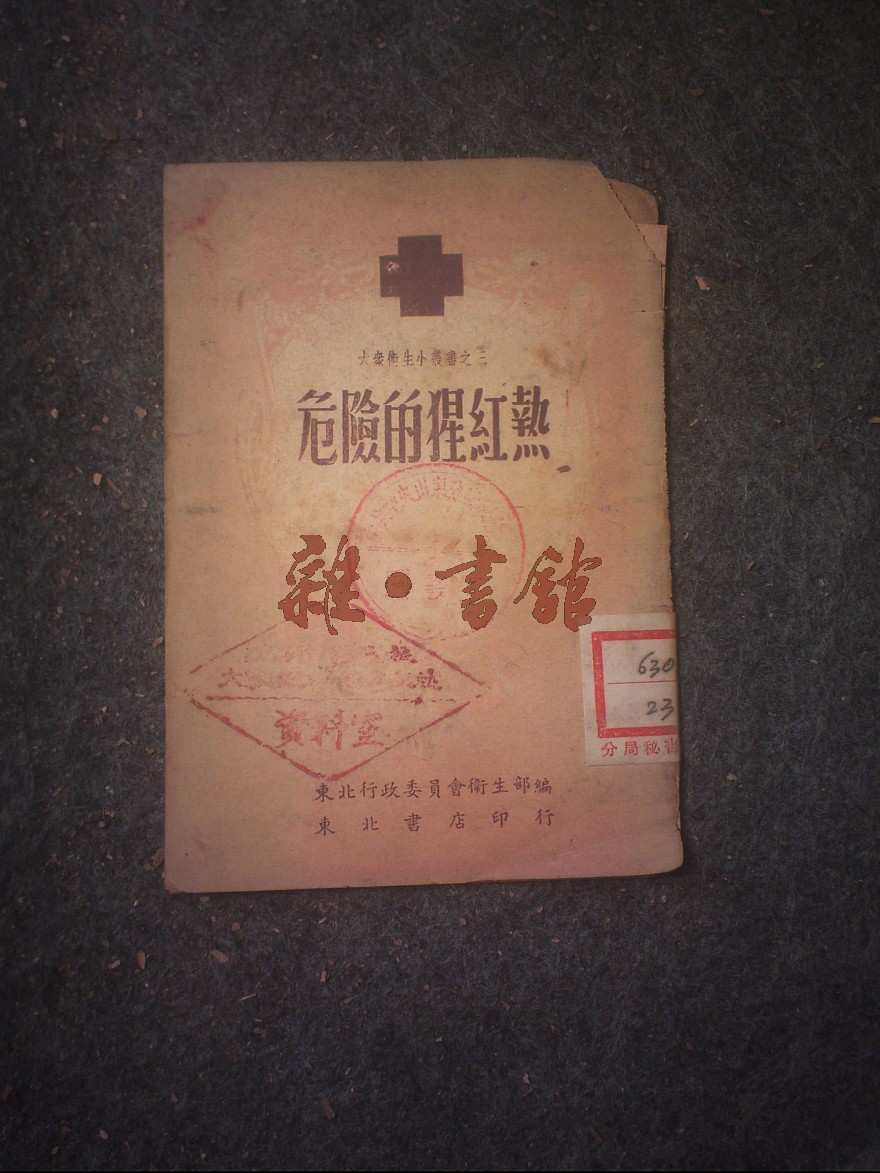 大衆衛生小叢書之三
危險的猩紅熱
雜·書館
資料室
630
23
分局秘書
東北行政委員會衛生部編
東北書店印行